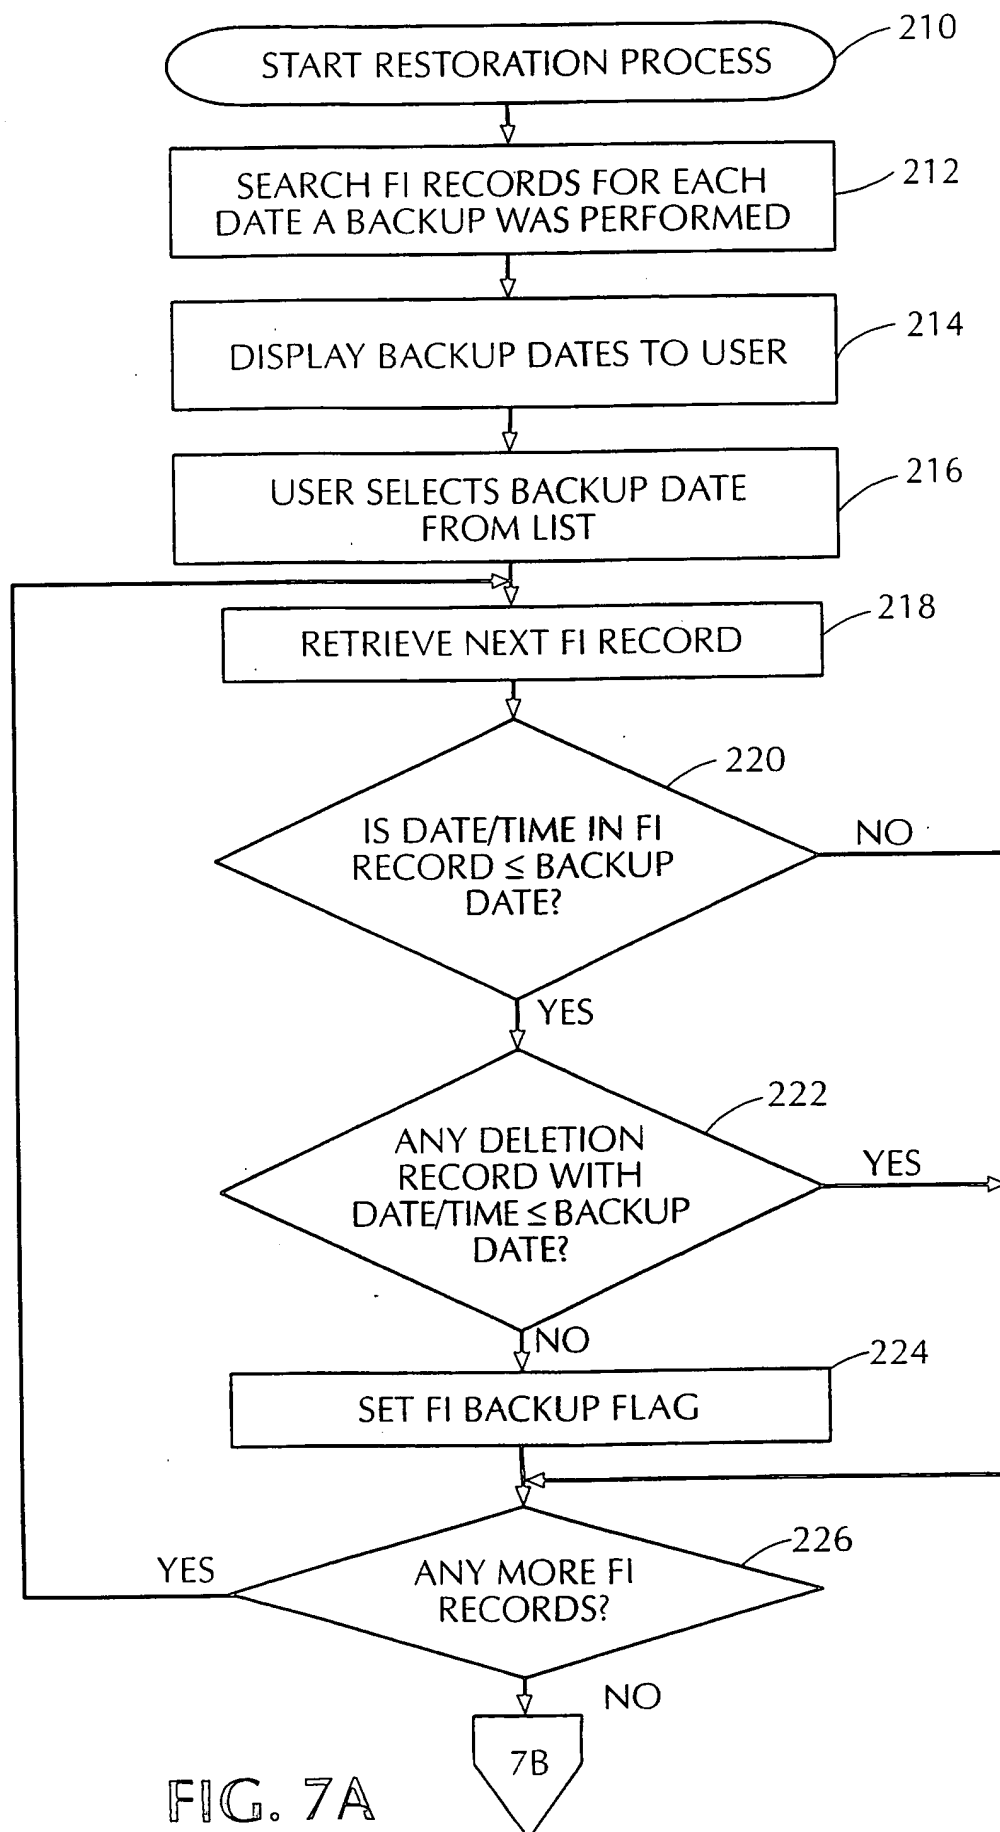 START RESTORATION PROCESS
210
SEARCH FI RECORDS FOR EACH
DATE A BACKUP WAS PERFORMED
212
DISPLAY BACKUP DATES TO USER
214
USER SELECTS BACKUP DATE
FROM LIST
216
RETRIEVE NEXT FI RECORD
218
220
IS DATE/TIME IN FI
RECORD ≤ BACKUP
DATE?
NO
YES
222
ANY DELETION
RECORD WITH
DATE/TIME ≤ BACKUP
DATE?
YES
NO
224
SET FI BACKUP FLAG
226
YES
ANY MORE FI
RECORDS?
NO
7B
FIG. 7A